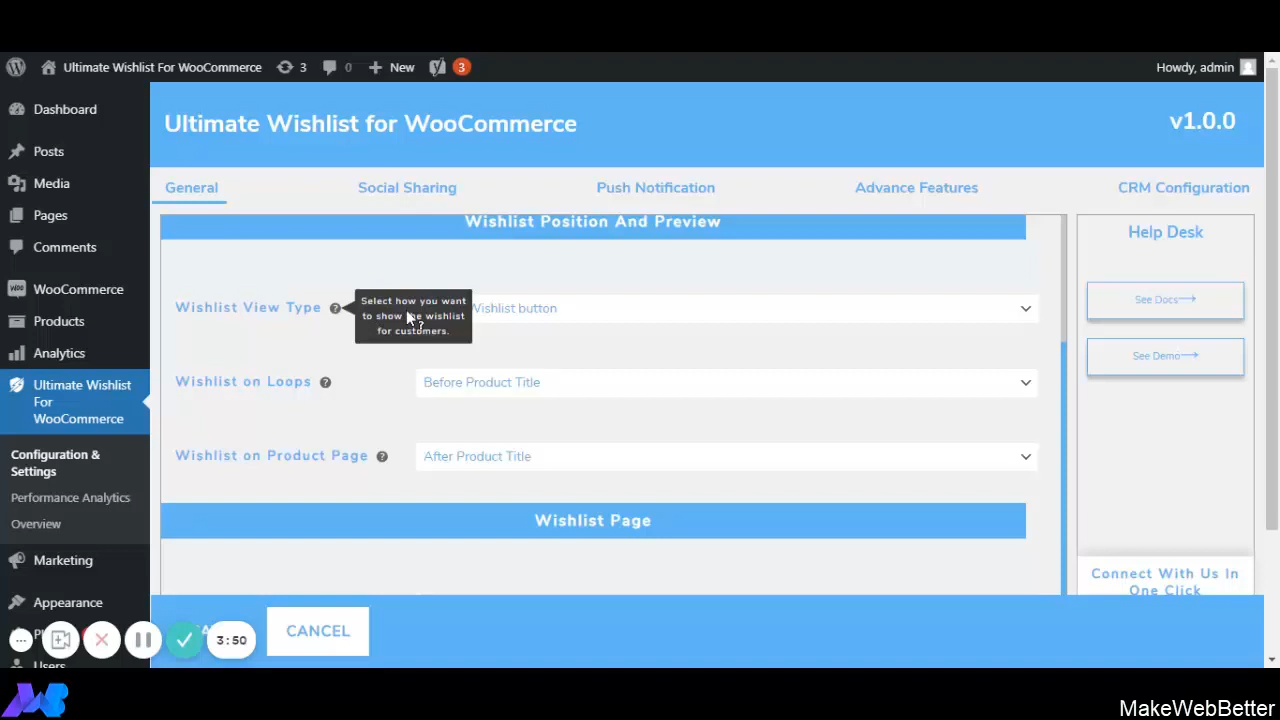 Ultimate Wishlist For WooCommerce 3 0 New 3 Howdy, admin
Dashboard
Posts
Media
Pages
Comments
WooCommerce
Products
Analytics
Ultimate Wishlist
For
WooCommerce
Configuration &
Settings
Performance Analytics
Overview
Marketing
Appearance
Users
Ultimate Wishlist for WooCommerce v1.0.0
General Social Sharing Push Notification Advance Features CRM Configuration
Wishlist Position And Preview
Wishlist View Type ? Wishlist button
Select how you want
to show the wishlist
for customers.
Wishlist on Loops ? Before Product Title
Wishlist on Product Page ? After Product Title
Wishlist Page
Help Desk
See Docs→
See Demo→
Connect With Us In
One Click
CANCEL
3:50
MakeWebBetter